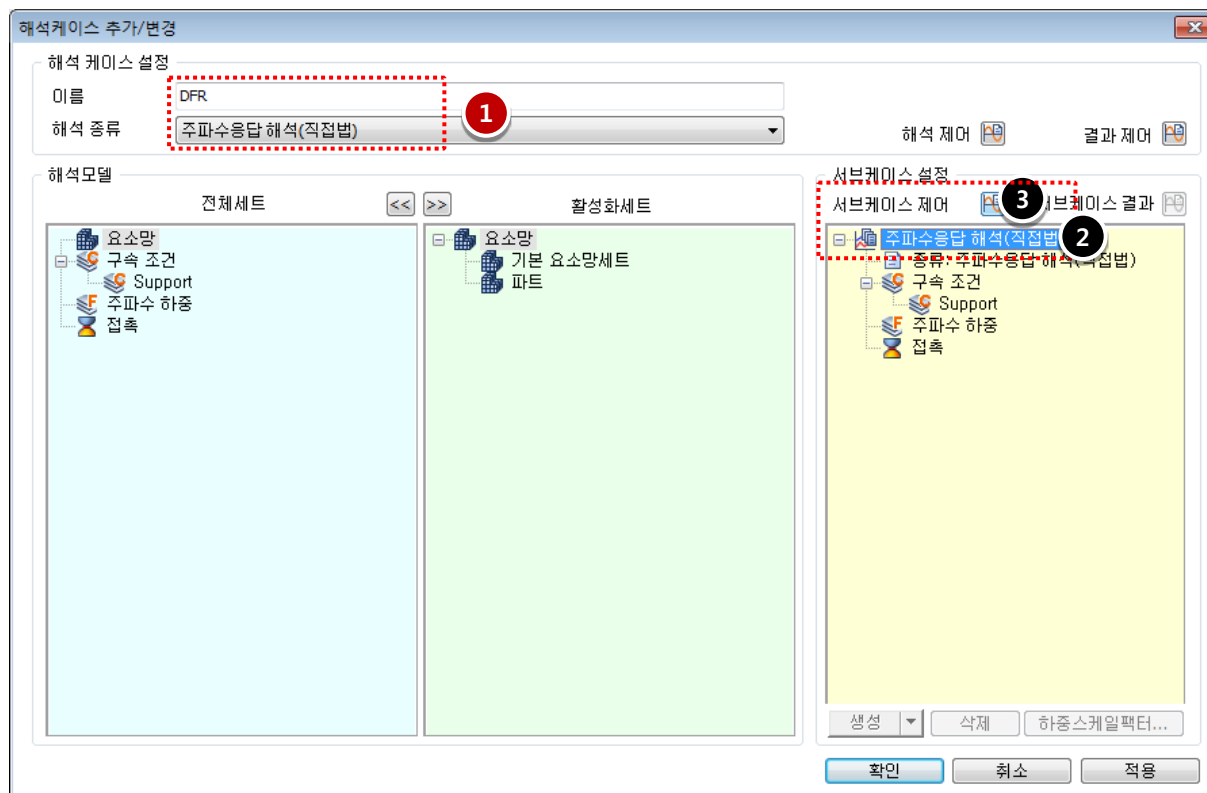 해석케이스 추가/변경
해석 케이스 설정
이름 DFR
해석 종류 주파수응답 해석(직접법)
1
해석 제어 결과 제어
해석모델
전체세트 << >> 활성화세트
요소망
구속 조건
Support
주파수 하중
접촉
요소망
기본 요소망세트
파트
서브케이스 설정
서브케이스 제어 3 서브케이스 결과
주파수응답 해석(직접법 2
종류: 주파수응답 해석(직접법)
구속 조건
Support
주파수 하중
접촉
생성 삭제 하중스케일팩터...
확인 취소 적용